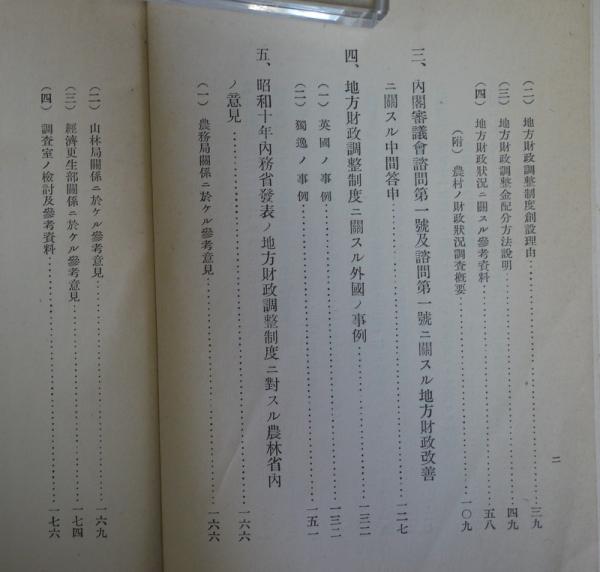 (二) 地方財政調整制度創設理由……………………三九
(三) 地方財政調整金配分方法說明……………………四九
(四) 地方財政狀況ニ關スル參考資料……………………五八
(附) 農村ノ財政狀況調查槪要……………………一〇九
三、內閣審議會諮問第一號及諮問第一號ニ關スル地方財政改善
ニ關スル中間答申……………………一二七
四、地方財政調整制度ニ關スル外國ノ事例……………………一三二
(一) 英國ノ事例……………………一三二
(二) 獨逸ノ事例……………………一五一
五、昭和十年內務省發表ノ地方財政調整制度ニ對スル農林省內
ノ意見……………………一六六
(一) 農務局關係ニ於ケル參考意見……………………一六六
二
(二) 山林局關係ニ於ケル參考意見……………………一六九
(三) 經濟更生部關係ニ於ケル參考意見……………………一七四
(四) 調查室ノ檢討及參考資料……………………一七六